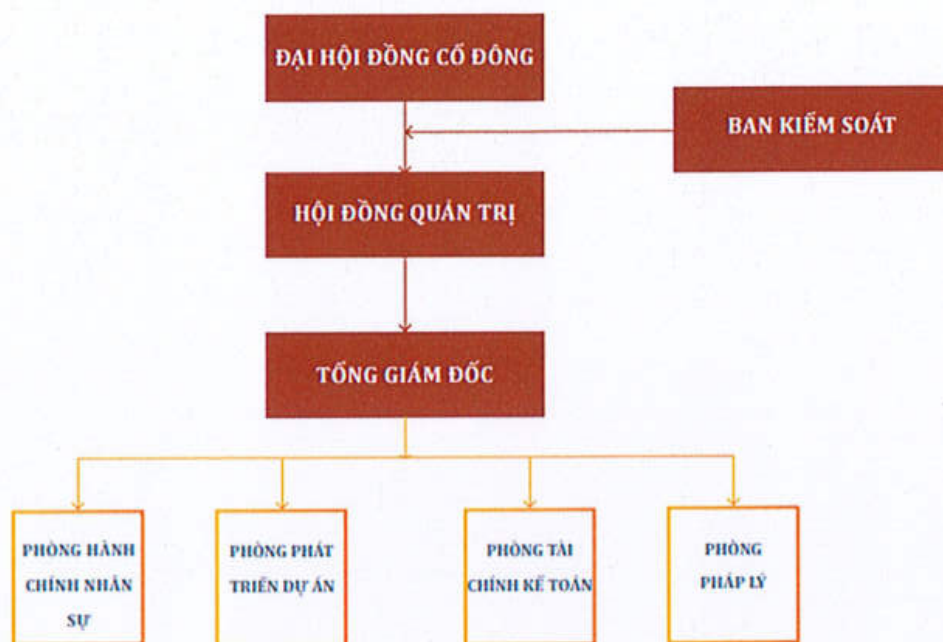 ĐẠI HỘI ĐỒNG CỔ ĐÔNG
BAN KIỂM SOÁT
HỘI ĐỒNG QUẢN TRỊ
TỔNG GIÁM ĐỐC
PHÒNG HÀNH
CHÍNH NHÂN
SỰ
PHÒNG PHÁT
TRIỂN DỰ ÁN
PHÒNG TÀI
CHÍNH KẾ TOÁN
PHÒNG
PHÁP LÝ